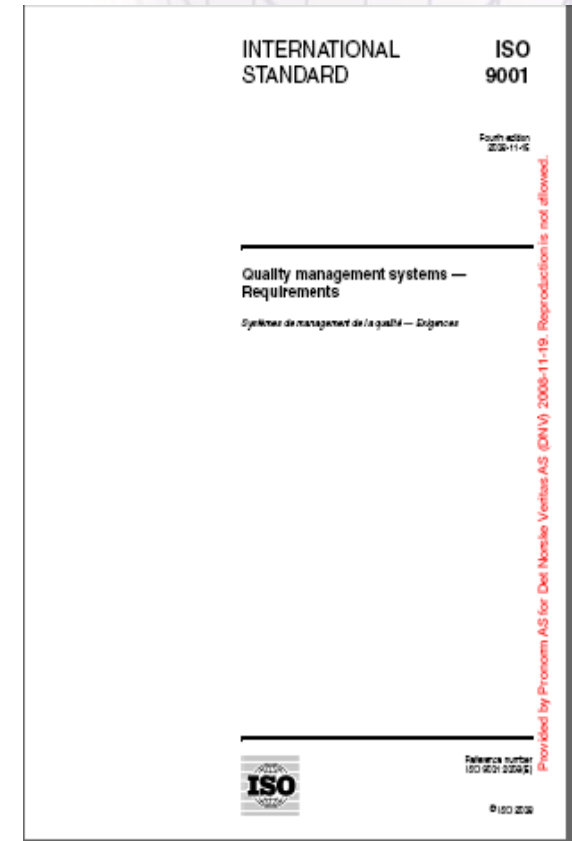 INTERNATIONAL
STANDARD
ISO
9001
Fourth edition
2008-11-15
Quality management systems —
Requirements
Systèmes de management de la qualité — Exigences
Provided by Pronorm AS for Det Norske Veritas AS (DNV) 2008-11-19. Reproduction is not allowed.
ISO
Reference number
ISO 9001:2008(E)
© ISO 2008